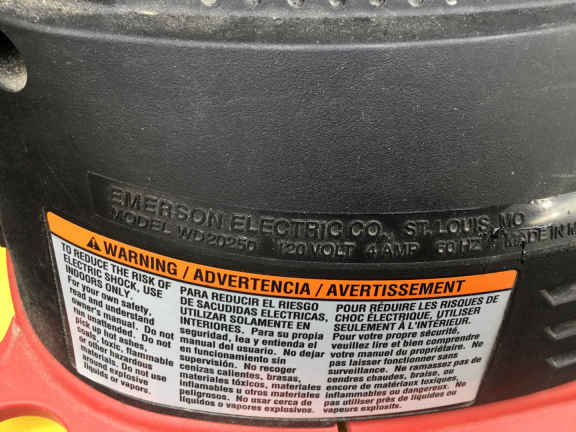 EMERSON ELECTRIC CO., ST. LOUIS, MO
MODEL WD20250 120 VOLT 4 AMP 60 HZ MADE IN
WARNING / ADVERTENCIA / AVERTISSEMENT
TO REDUCE THE RISK OF
ELECTRIC SHOCK, USE
INDOORS ONLY.
For your own safety,
read and understand
owner's manual. Do not
run unattended. Do not
pick up hot ashes,
coals, toxic, flammable
or other hazardous
materials. Do not use
around explosive
liquids or vapors.
PARA REDUCIR EL RIESGO
DE SACUDIDAS ELECTRICAS,
UTILIZAR SOLAMENTE EN
INTERIORES. Para su propia
seguridad, lea y entienda el
manual del usuario. No dejar
en funcionamiento sin
supervisión. No recoger
cenizas calientes, brasas,
materiales tóxicos, materiales
inflamables u otros materiales
peligrosos. No usar cerca de
líquidos o vapores explosivos.
POUR RÉDUIRE LES RISQUES DE
CHOC ÉLECTRIQUE, UTILISER
SEULEMENT À L'INTÉRIEUR.
Pour votre propre sécurité,
veuillez lire et bien comprendre
votre manuel du propriétaire. Ne
pas laisser fonctionner sans
surveillance. Ne ramassez pas de
cendres chaudes, braise, ou
encore de matériaux toxiques,
inflammables ou dangereux. Ne
pas utiliser près de liquides ou
vapeurs explosifs.